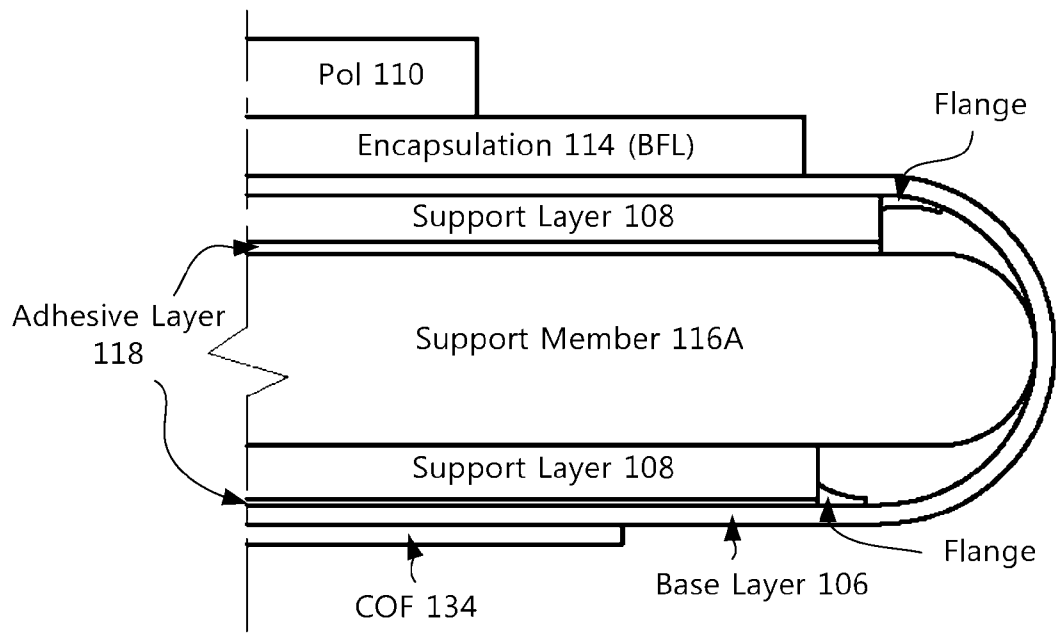 Pol 110
Flange
Encapsulation 114 (BFL)
Support Layer 108
Adhesive Layer
118
Support Member 116A
Support Layer 108
Flange
Base Layer 106
COF 134